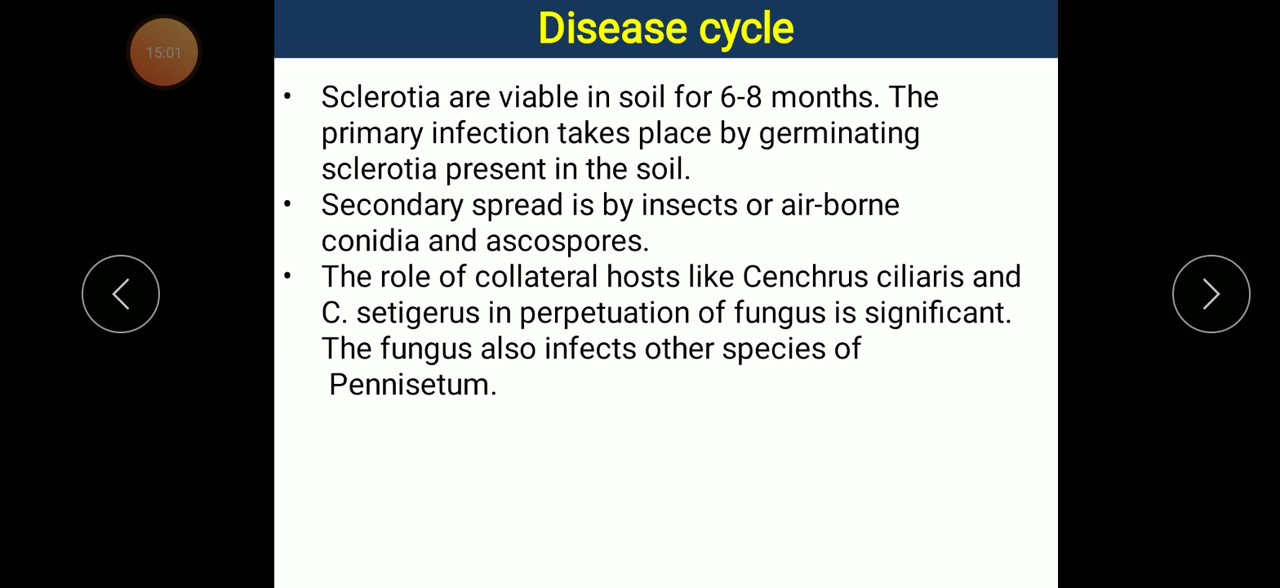 Disease cycle
15:01
• Sclerotia are viable in soil for 6-8 months. The
primary infection takes place by germinating
sclerotia present in the soil.
• Secondary spread is by insects or air-borne
conidia and ascospores.
• The role of collateral hosts like Cenchrus ciliaris and
C. setigerus in perpetuation of fungus is significant.
The fungus also infects other species of
Pennisetum.